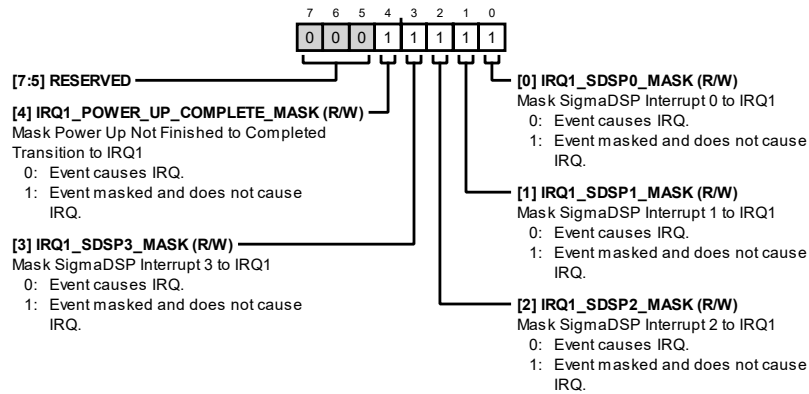 7 6 5 4 3 2 1 0
0 0 0 1 1 1 1 1
[7:5] RESERVED
[4] IRQ1_POWER_UP_COMPLETE_MASK (R/W)
Mask Power Up Not Finished to Completed
Transition to IRQ1
0: Event causes IRQ.
1: Event masked and does not cause
IRQ.
[3] IRQ1_SDSP3_MASK (R/W)
Mask SigmaDSP Interrupt 3 to IRQ1
0: Event causes IRQ.
1: Event masked and does not cause
IRQ.
[0] IRQ1_SDSP0_MASK (R/W)
Mask SigmaDSP Interrupt 0 to IRQ1
0: Event causes IRQ.
1: Event masked and does not cause
IRQ.
[1] IRQ1_SDSP1_MASK (R/W)
Mask SigmaDSP Interrupt 1 to IRQ1
0: Event causes IRQ.
1: Event masked and does not cause
IRQ.
[2] IRQ1_SDSP2_MASK (R/W)
Mask SigmaDSP Interrupt 2 to IRQ1
0: Event causes IRQ.
1: Event masked and does not cause
IRQ.